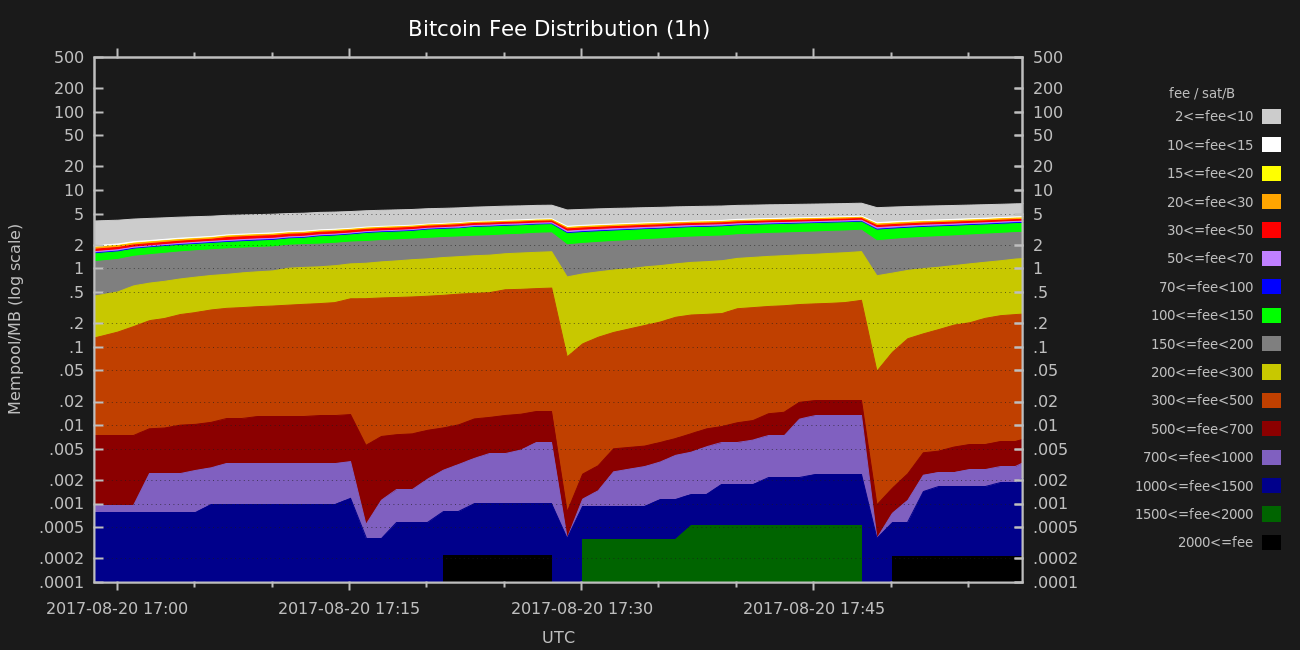 Bitcoin Fee Distribution (1h)
Mempool/MB (log scale)
500
200
100
50
20
10
5
2
1
.5
.2
.1
.05
.02
.01
.005
.002
.001
.0005
.0002
.0001
500
200
100
50
20
10
5
2
1
.5
.2
.1
.05
.02
.01
.005
.002
.001
.0005
.0002
.0001
2017-08-20 17:00
2017-08-20 17:15
2017-08-20 17:30
2017-08-20 17:45
UTC
fee / sat/B
2<=fee<10
10<=fee<15
15<=fee<20
20<=fee<30
30<=fee<50
50<=fee<70
70<=fee<100
100<=fee<150
150<=fee<200
200<=fee<300
300<=fee<500
500<=fee<700
700<=fee<1000
1000<=fee<1500
1500<=fee<2000
2000<=fee